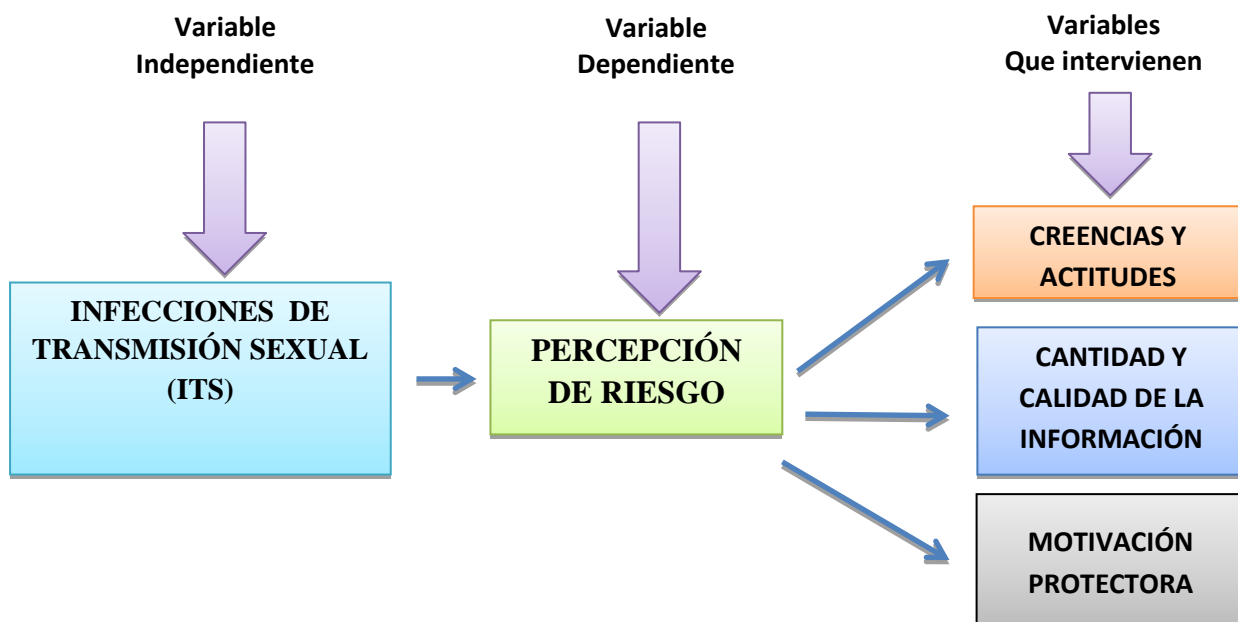 Variable
Independiente
Variable
Dependiente
Variables
Que intervienen
INFECCIONES DE
TRANSMISIÓN SEXUAL
(ITS)
PERCEPCIÓN
DE RIESGO
CREENCIAS Y
ACTITUDES
CANTIDAD Y
CALIDAD DE LA
INFORMACIÓN
MOTIVACIÓN
PROTECTORA